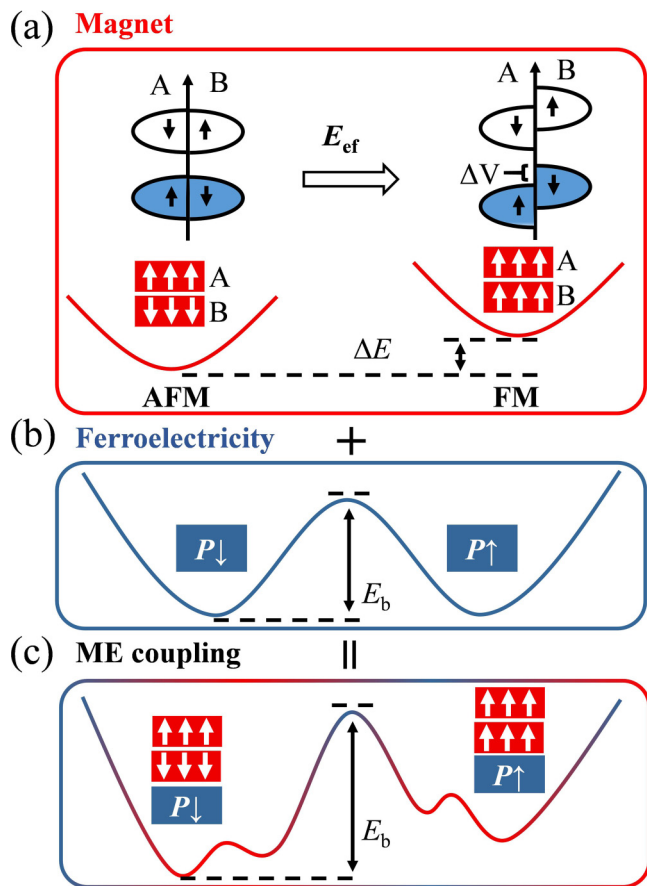 (a) Magnet
A B
A B
E_ef
ΔV
A
B
A
B
ΔE
AFM
FM
(b) Ferroelectricity +
P↓
P↑
E_b
(c) ME coupling =
P↓
P↑
E_b